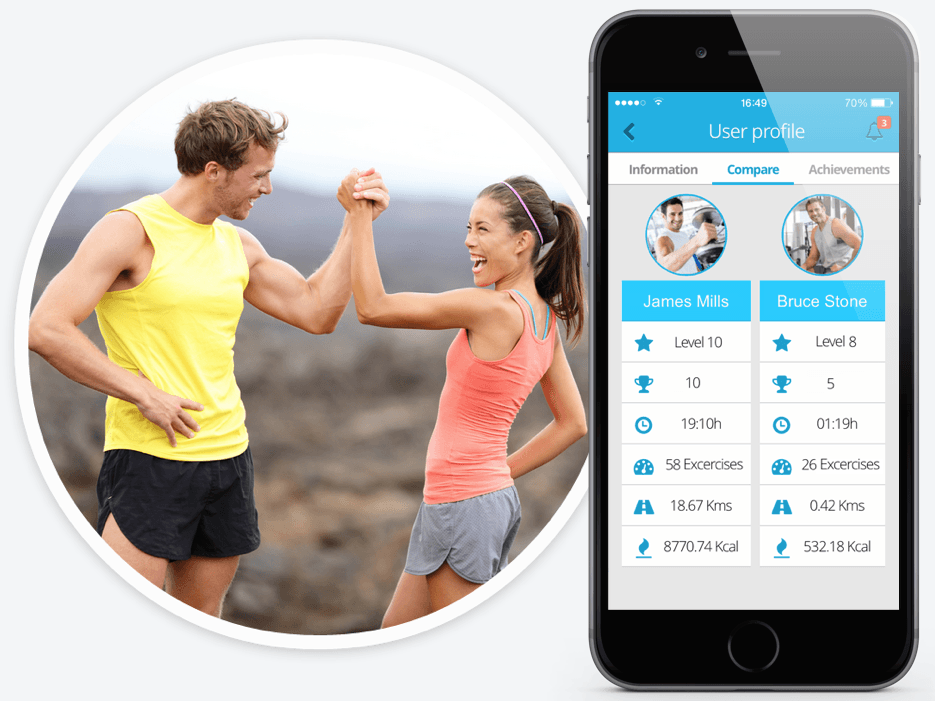 16:49
70%
User profile
3
Information Compare Achievements
James Mills Bruce Stone
Level 10 Level 8
10 5
19:10h 01:19h
58 Excercises 26 Excercises
18.67 Kms 0.42 Kms
8770.74 Kcal 532.18 Kcal